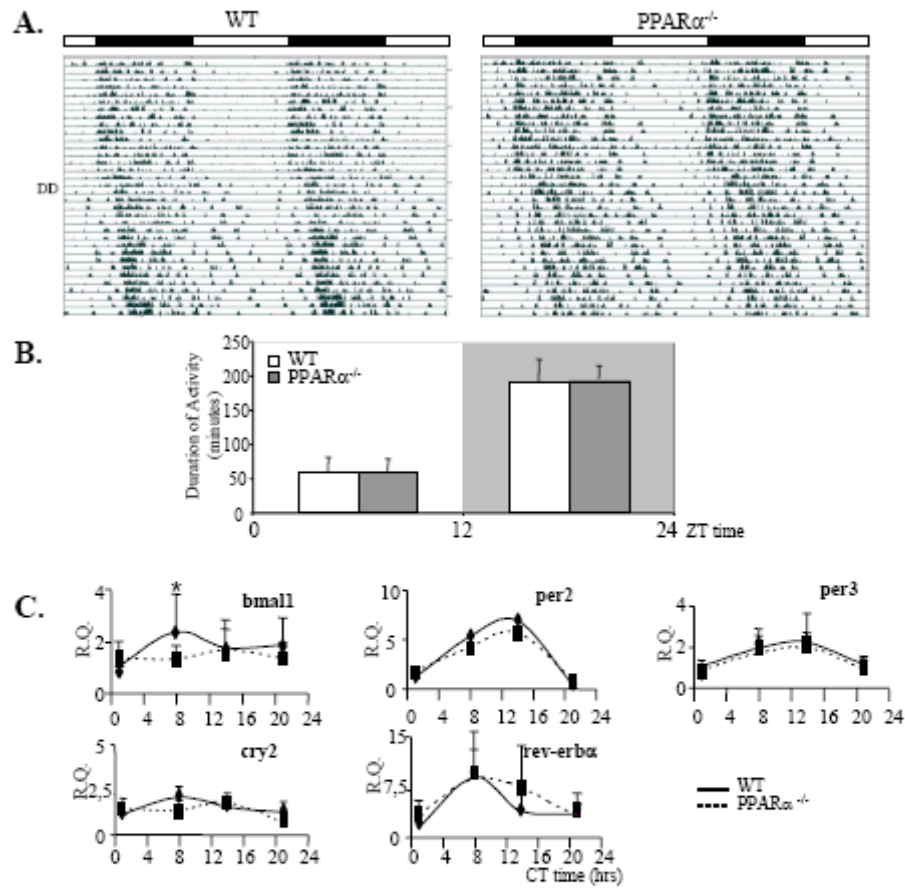 A.
WT
PPARα-/-
DD
B.
Duration of Activity
(minutes)
250
200
150
100
50
0
WT
PPARα-/-
0 12 24 ZT time
C.
bmal1
*
R.Q.
4
2
0
0 4 8 12 16 20 24
per2
R.Q.
10
5
0
0 4 8 12 16 20 24
per3
R.Q.
4
2
0
0 4 8 12 16 20 24
cry2
R.Q.
5
2,5
0
0 4 8 12 16 20 24
rev-erbα
R.Q.
15
7,5
0
0 4 8 12 16 20 24
CT time (hrs)
WT
PPARα -/-